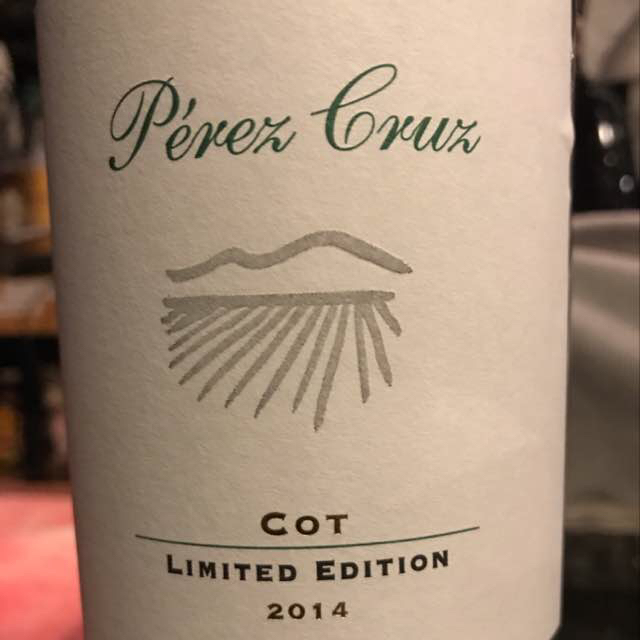 Pérez Cruz
COT
LIMITED EDITION
2014